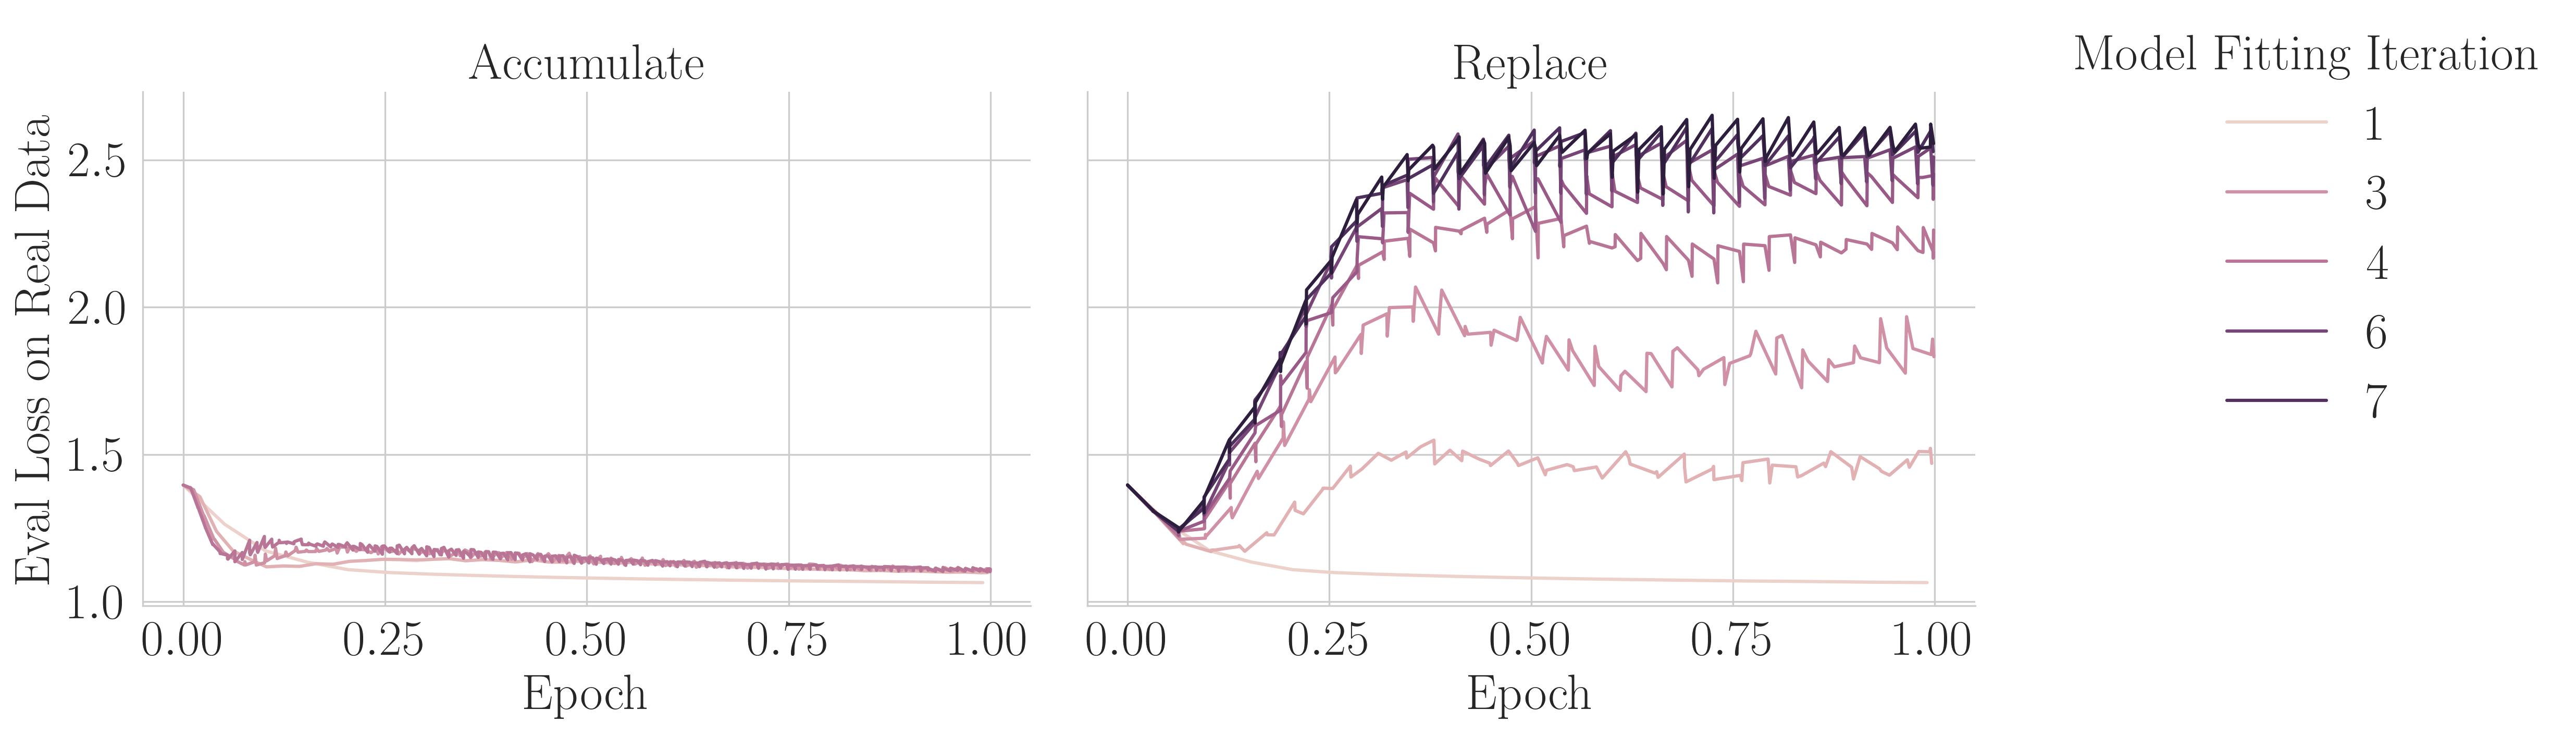 Accumulate
Replace
Model Fitting Iteration
1
3
4
6
7
Eval Loss on Real Data
2.5
2.0
1.5
1.0
0.00 0.25 0.50 0.75 1.00
0.00 0.25 0.50 0.75 1.00
Epoch
Epoch